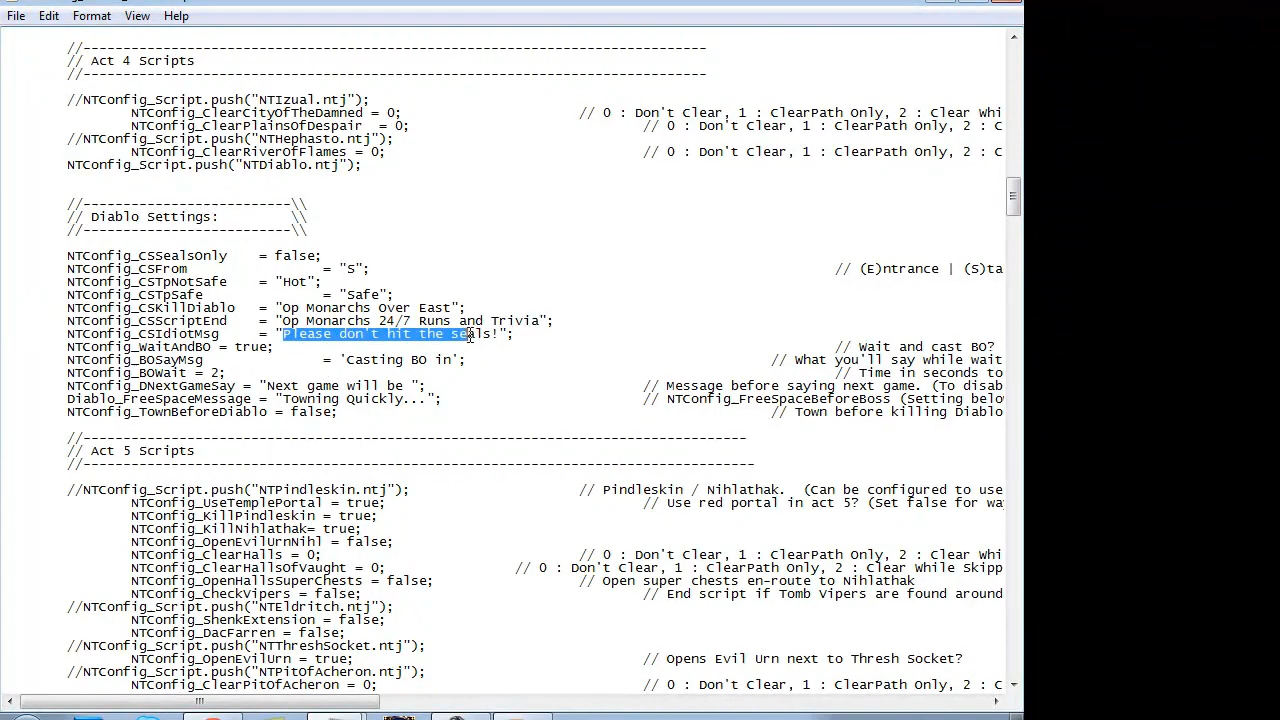 File Edit Format View Help
//------------------------------------------------------------------------------
// Act 4 Scripts
//------------------------------------------------------------------------------
//NTConfig_Script.push("NTIzual.ntj");
NTConfig_ClearCityOfTheDamned = 0; // 0 : Don't Clear, 1 : ClearPath Only, 2 : Clear Whi
NTConfig_ClearPlainsOfDespair = 0; // 0 : Don't Clear, 1 : ClearPath Only, 2 : C
//NTConfig_Script.push("NTHephasto.ntj");
NTConfig_ClearRiverOfFlames = 0; // 0 : Don't Clear, 1 : ClearPath Only, 2 : C
NTConfig_Script.push("NTDiablo.ntj");
//--------------------------\\
// Diablo Settings: \\
//--------------------------\\
NTConfig_CSSealsOnly = false;
NTConfig_CSFrom = "S"; // (E)ntrance | (S)ta
NTConfig_CSTpNotSafe = "Hot";
NTConfig_CSTpSafe = "Safe";
NTConfig_CSKillDiablo = "Op Monarchs Over East";
NTConfig_CSScriptEnd = "Op Monarchs 24/7 Runs and Trivia";
NTConfig_CSIdiotMsg = "Please don't hit the seals!";
NTConfig_WaitAndBO = true; // Wait and cast BO?
NTConfig_BOSayMsg = 'Casting BO in'; // What you'll say while wait
NTConfig_BOWait = 2; // Time in seconds to
NTConfig_DNextGameSay = "Next game will be "; // Message before saying next game. (To disab
Diablo_FreeSpaceMessage = "Towning Quickly..."; // NTConfig_FreeSpaceBeforeBoss (Setting belo
NTConfig_TownBeforeDiablo = false; // Town before killing Diablo
//-----------------------------------------------------------------------------------
// Act 5 Scripts
//------------------------------------------------------------------------------------
//NTConfig_Script.push("NTPindleskin.ntj"); // Pindleskin / Nihlathak. (Can be configured to use
NTConfig_UseTemplePortal = true; // Use red portal in act 5? (Set false for wa
NTConfig_KillPindleskin = true;
NTConfig_KillNihlathak= true;
NTConfig_OpenEvilUrnNihl = false;
NTConfig_ClearHalls = 0; // 0 : Don't Clear, 1 : ClearPath Only, 2 : Clear Whi
NTConfig_ClearHallsOfVaught = 0; // 0 : Don't Clear, 1 : ClearPath Only, 2 : Clear While Skipp
NTConfig_OpenHallsSuperChests = false; // Open super chests en-route to Nihlathak
NTConfig_CheckVipers = false; // End script if Tomb Vipers are found around
//NTConfig_Script.push("NTEldritch.ntj");
NTConfig_ShenkExtension = false;
NTConfig_DacFarren = false;
//NTConfig_Script.push("NTThreshSocket.ntj");
NTConfig_OpenEvilUrn = true; // Opens Evil Urn next to Thresh Socket?
//NTConfig_Script.push("NTPitOfAcheron.ntj");
NTConfig_ClearPitOfAcheron = 0; // 0 : Don't Clear, 1 : ClearPath Only, 2 : C